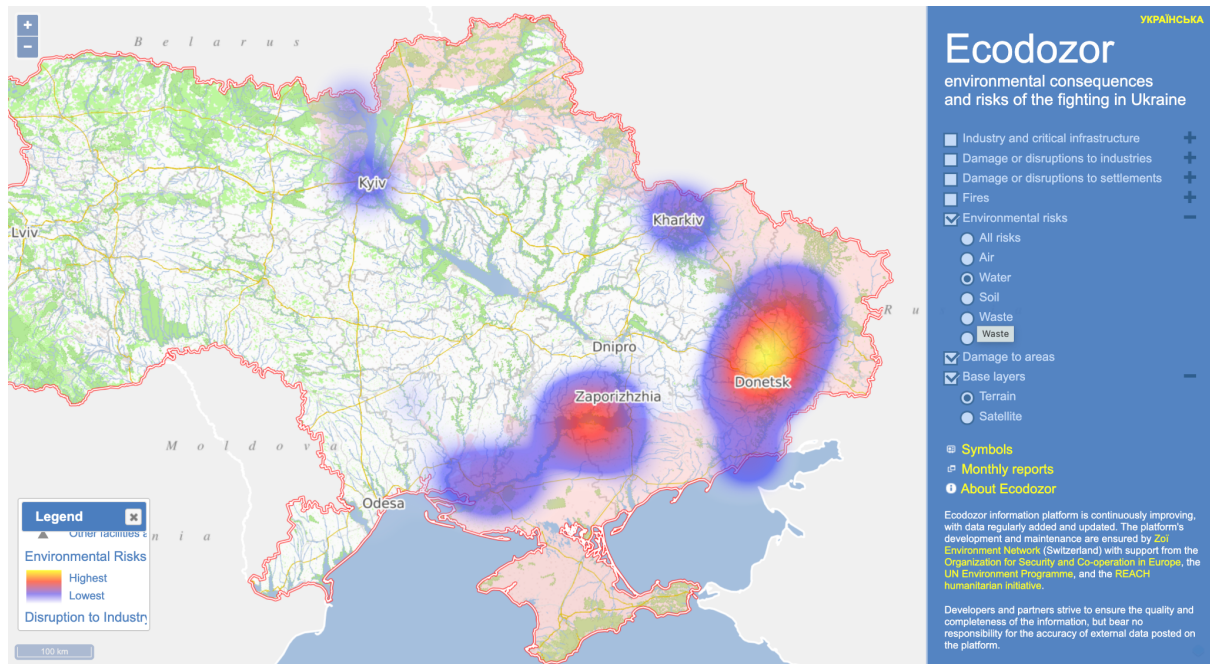 +
−
B e l a r u s
Kyiv
Kharkiv
Lviv
R u
Dnipro
Donetsk
Zaporizhzhia
M o l d o v a
Odesa
n i a
Legend
Other facilities
Environmental Risks
Highest
Lowest
Disruption to Industry
100 km
УКРАЇНСЬКА
Ecodozor
environmental consequences
and risks of the fighting in Ukraine
Industry and critical infrastructure
Damage or disruptions to industries
Damage or disruptions to settlements
Fires
Environmental risks
All risks
Air
Water
Soil
Waste
Waste
Damage to areas
Base layers
Terrain
Satellite
Symbols
Monthly reports
About Ecodozor
Ecodozor information platform is continuously improving,
with data regularly added and updated. The platform's
development and maintenance are ensured by Zoï
Environment Network (Switzerland) with support from the
Organization for Security and Co-operation in Europe, the
UN Environment Programme, and the REACH
humanitarian initiative.
Developers and partners strive to ensure the quality and
completeness of the information, but bear no
responsibility for the accuracy of external data posted on
the platform.